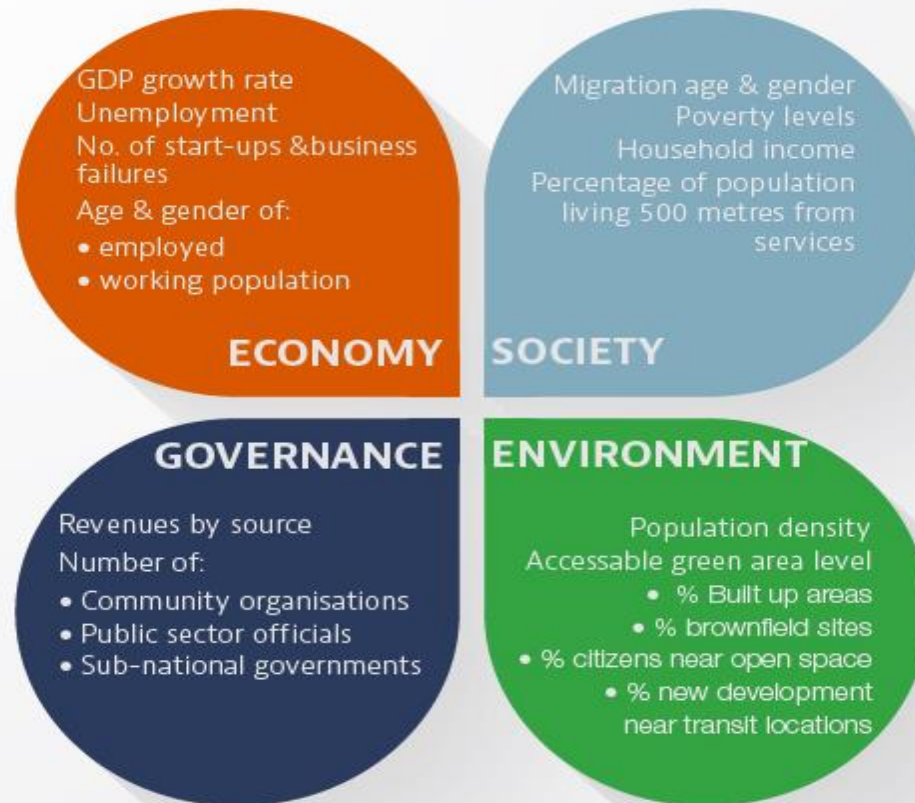 GDP growth rate
Unemployment
No. of start-ups &business
failures
Age & gender of:
• employed
• working population
ECONOMY
Migration age & gender
Poverty levels
Household income
Percentage of population
living 500 metres from
services
SOCIETY
GOVERNANCE
Revenues by source
Number of:
• Community organisations
• Public sector officials
• Sub-national governments
ENVIRONMENT
Population density
Accessable green area level
• % Built up areas
• % brownfield sites
• % citizens near open space
• % new development
near transit locations